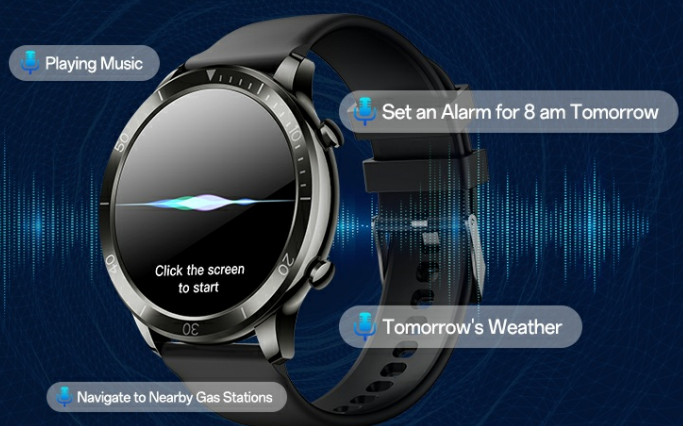 Playing Music
Set an Alarm for 8 am Tomorrow
50
10
Click the screen
to start
40
20
30
Tomorrow's Weather
Navigate to Nearby Gas Stations